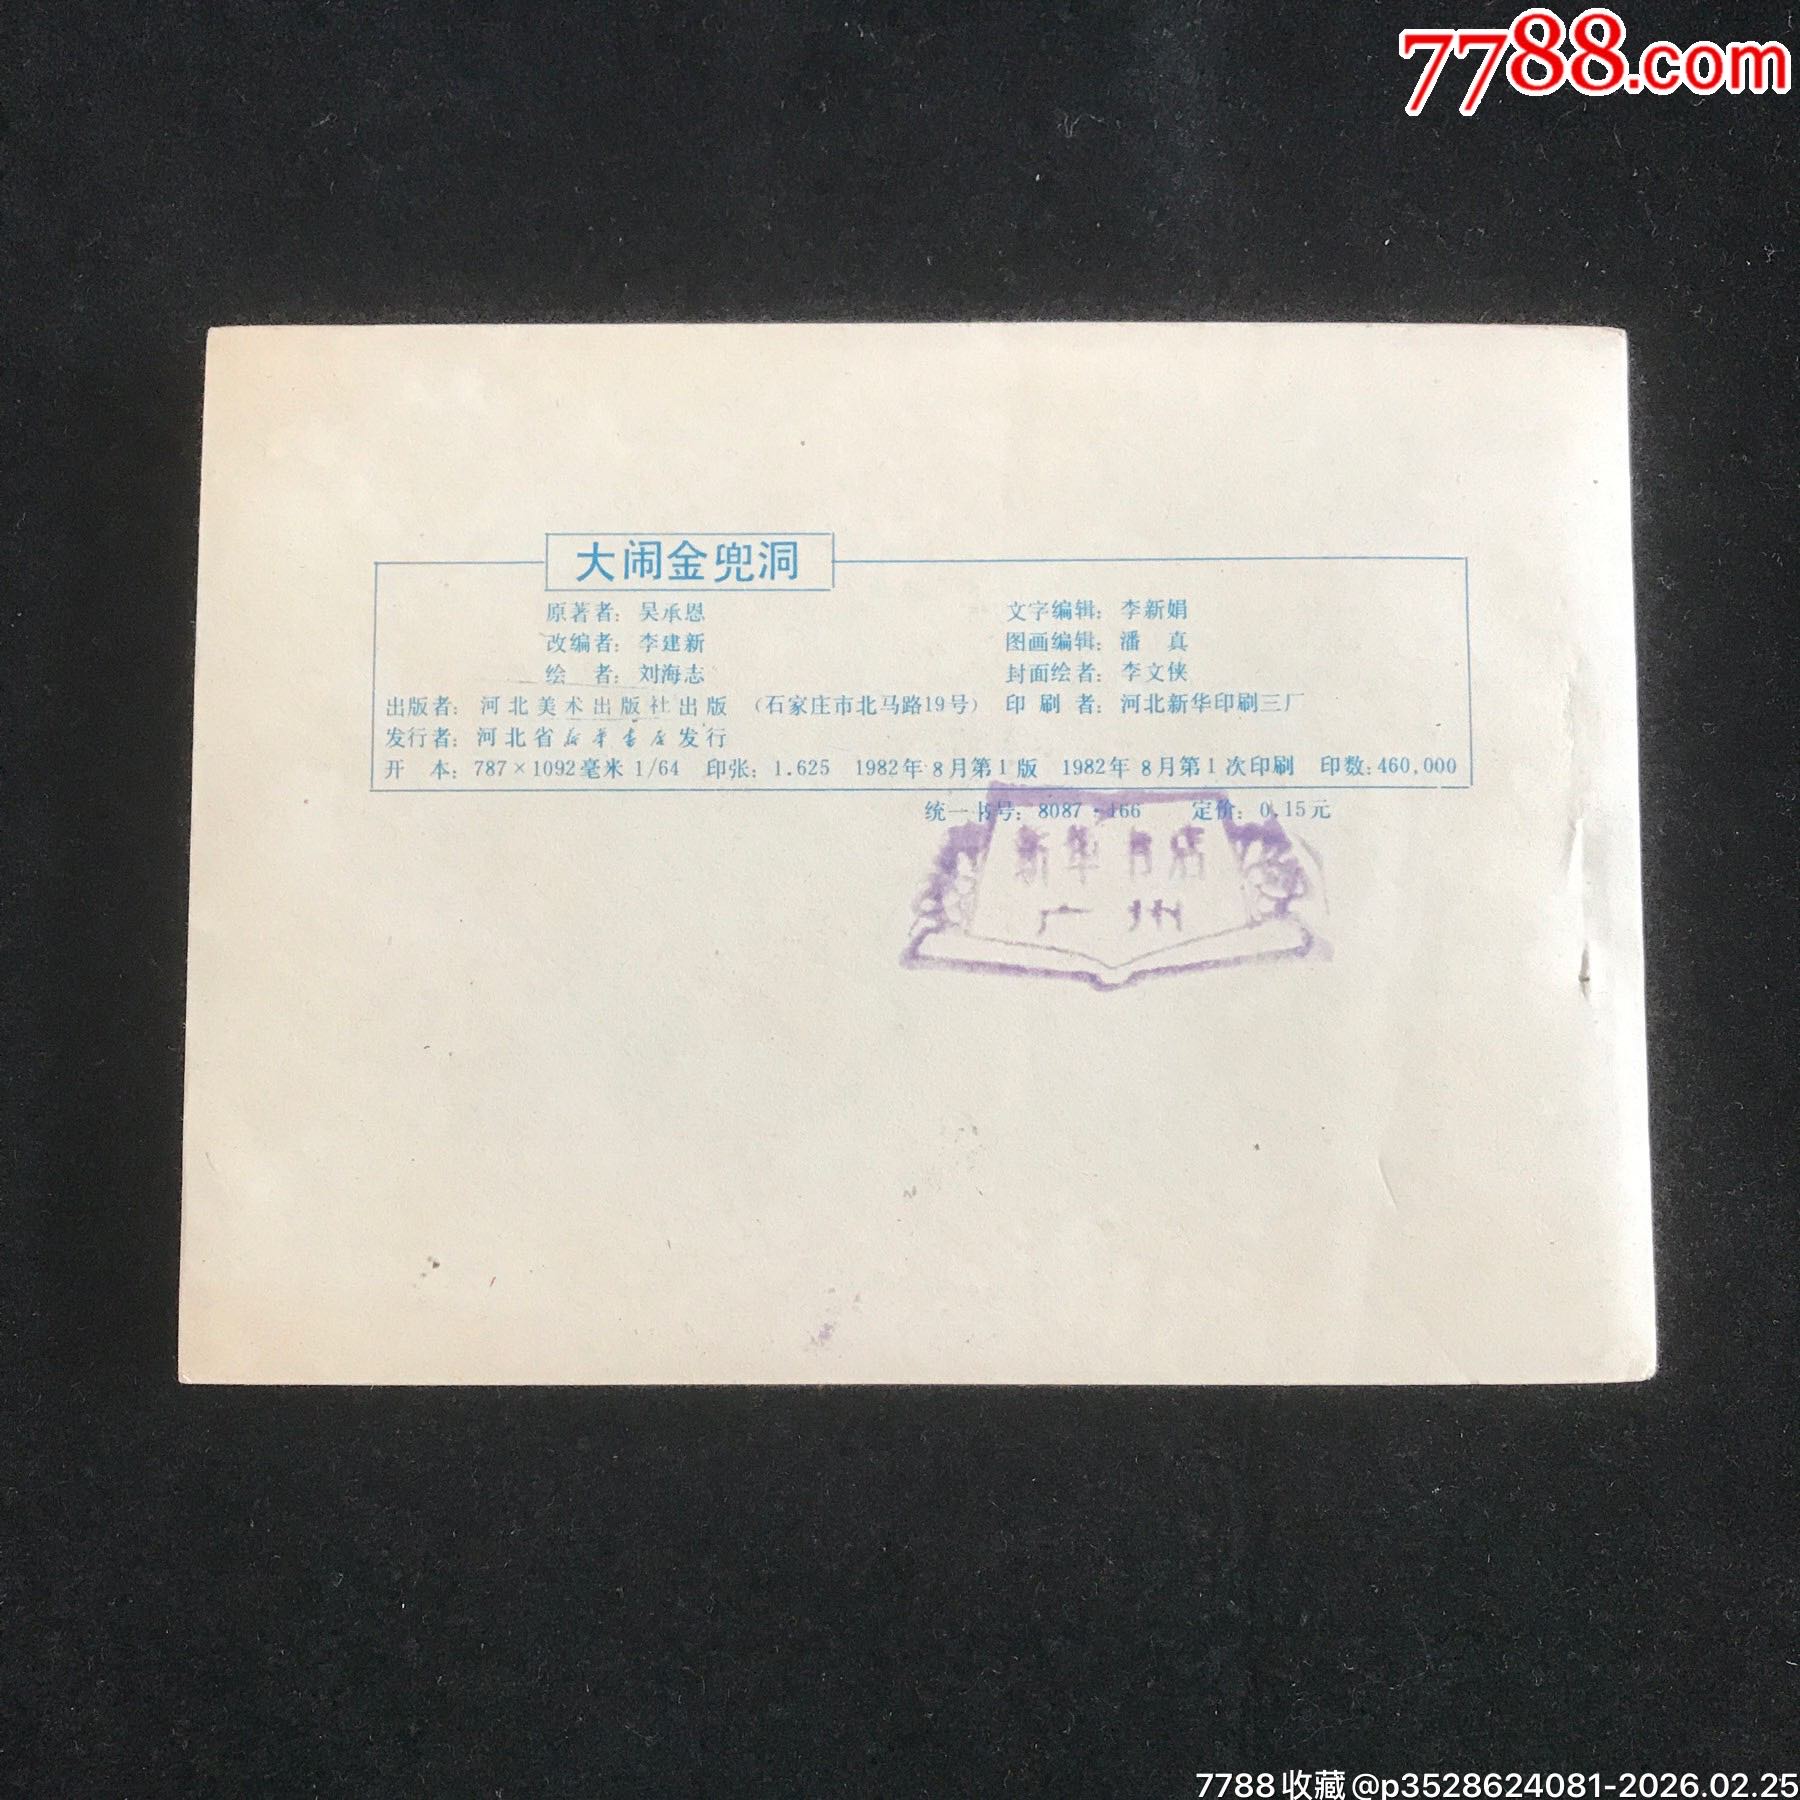 7788.com
大闹金兜洞
原著者：吴承恩 文字编辑：李新娟
改编者：李建新 图画编辑：潘 真
绘 者：刘海志 封面绘者：李文侠
出版者：河北美术出版社出版 （石家庄市北马路19号） 印 刷 者：河北新华印刷三厂
发行者：河北省新华书店发行
开 本：787×1092毫米 1/64 印张：1.625 1982年8月第1版 1982年8月第1次印刷 印数：460,000
统一书号：8087·166 定价：0.15元
新华书店
广州
7788收藏@p3528624081-2026.02.25